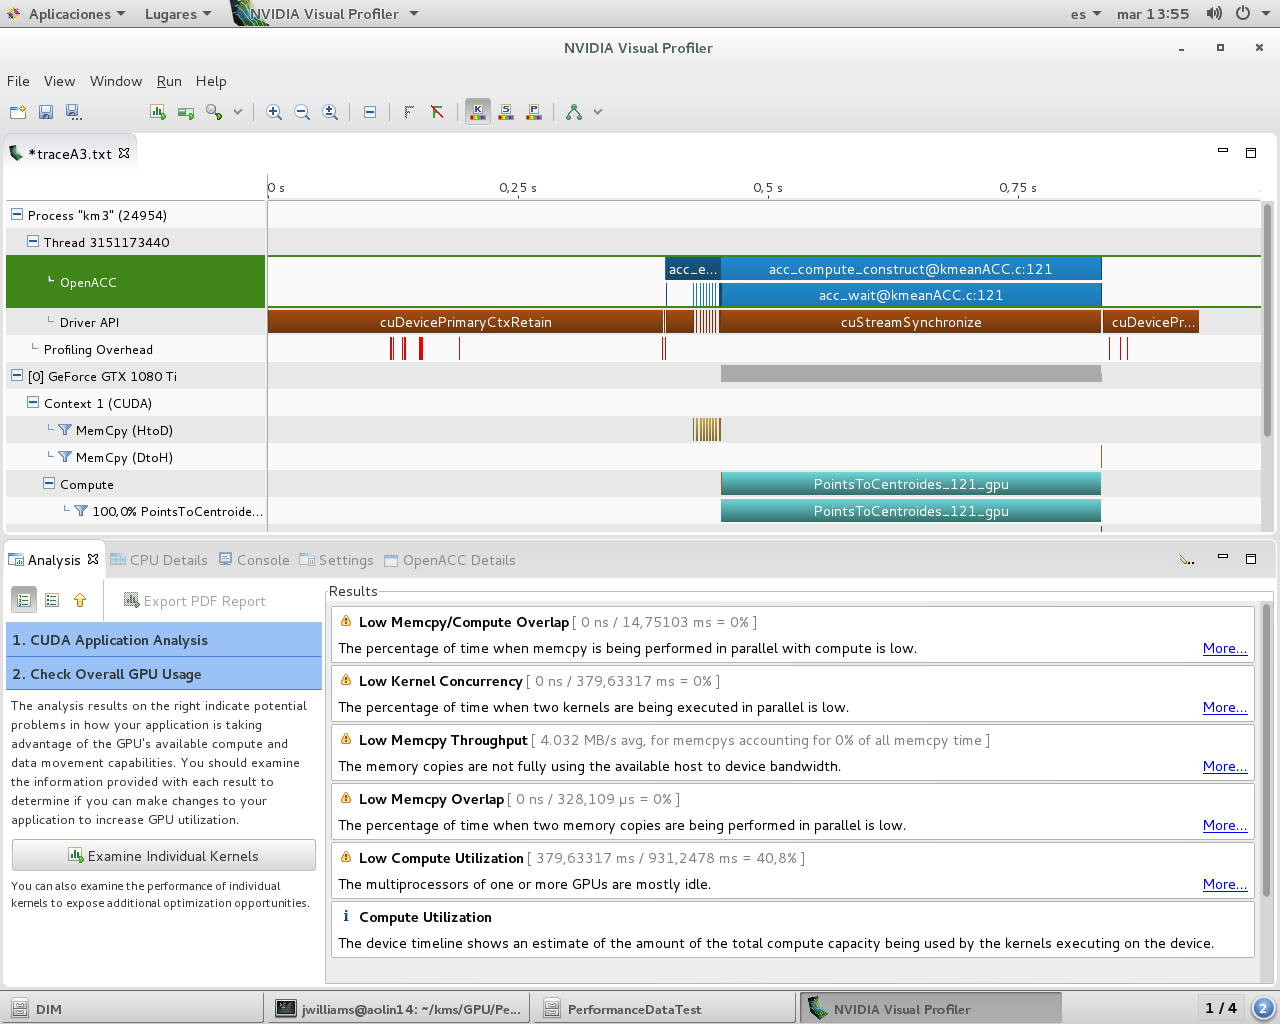 Aplicaciones Lugares NVIDIA Visual Profiler es mar 13:55
NVIDIA Visual Profiler
File View Window Run Help
K S P
*traceA3.txt
0 s 0,25 s 0,5 s 0,75 s
Process "km3" (24954)
Thread 3151173440
OpenACC
acc_e... acc_compute_construct@kmeanACC.c:121
acc_wait@kmeanACC.c:121
Driver API cuDevicePrimaryCtxRetain cuStreamSynchronize cuDevicePr...
Profiling Overhead
[0] GeForce GTX 1080 Ti
Context 1 (CUDA)
MemCpy (HtoD)
MemCpy (DtoH)
Compute PointsToCentroides_121_gpu
100,0% PointsToCentroide... PointsToCentroides_121_gpu
Analysis CPU Details Console Settings OpenACC Details
Export PDF Report
1. CUDA Application Analysis
2. Check Overall GPU Usage
The analysis results on the right indicate potential
problems in how your application is taking
advantage of the GPU's available compute and
data movement capabilities. You should examine
the information provided with each result to
determine if you can make changes to your
application to increase GPU utilization.
Examine Individual Kernels
You can also examine the performance of individual
kernels to expose additional optimization opportunities.
Results
Low Memcpy/Compute Overlap [ 0 ns / 14,75103 ms = 0% ]
The percentage of time when memcpy is being performed in parallel with compute is low. More...
Low Kernel Concurrency [ 0 ns / 379,63317 ms = 0% ]
The percentage of time when two kernels are being executed in parallel is low. More...
Low Memcpy Throughput [ 4.032 MB/s avg, for memcpys accounting for 0% of all memcpy time ]
The memory copies are not fully using the available host to device bandwidth. More...
Low Memcpy Overlap [ 0 ns / 328,109 µs = 0% ]
The percentage of time when two memory copies are being performed in parallel is low. More...
Low Compute Utilization [ 379,63317 ms / 931,2478 ms = 40,8% ]
The multiprocessors of one or more GPUs are mostly idle. More...
Compute Utilization
The device timeline shows an estimate of the amount of the total compute capacity being used by the kernels executing on the device.
DIM jwilliams@aolin14: ~/kms/GPU/Pe... PerformanceDataTest NVIDIA Visual Profiler 1 / 4 2